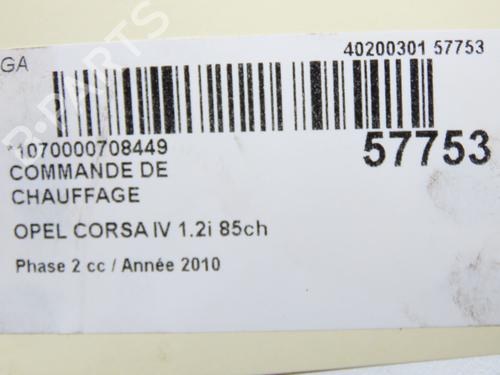 GA
40200301 57753
*1070000708449
57753
COMMANDE DE
CHAUFFAGE
OPEL CORSA IV 1.2i 85ch
Phase 2 cc / Année 2010